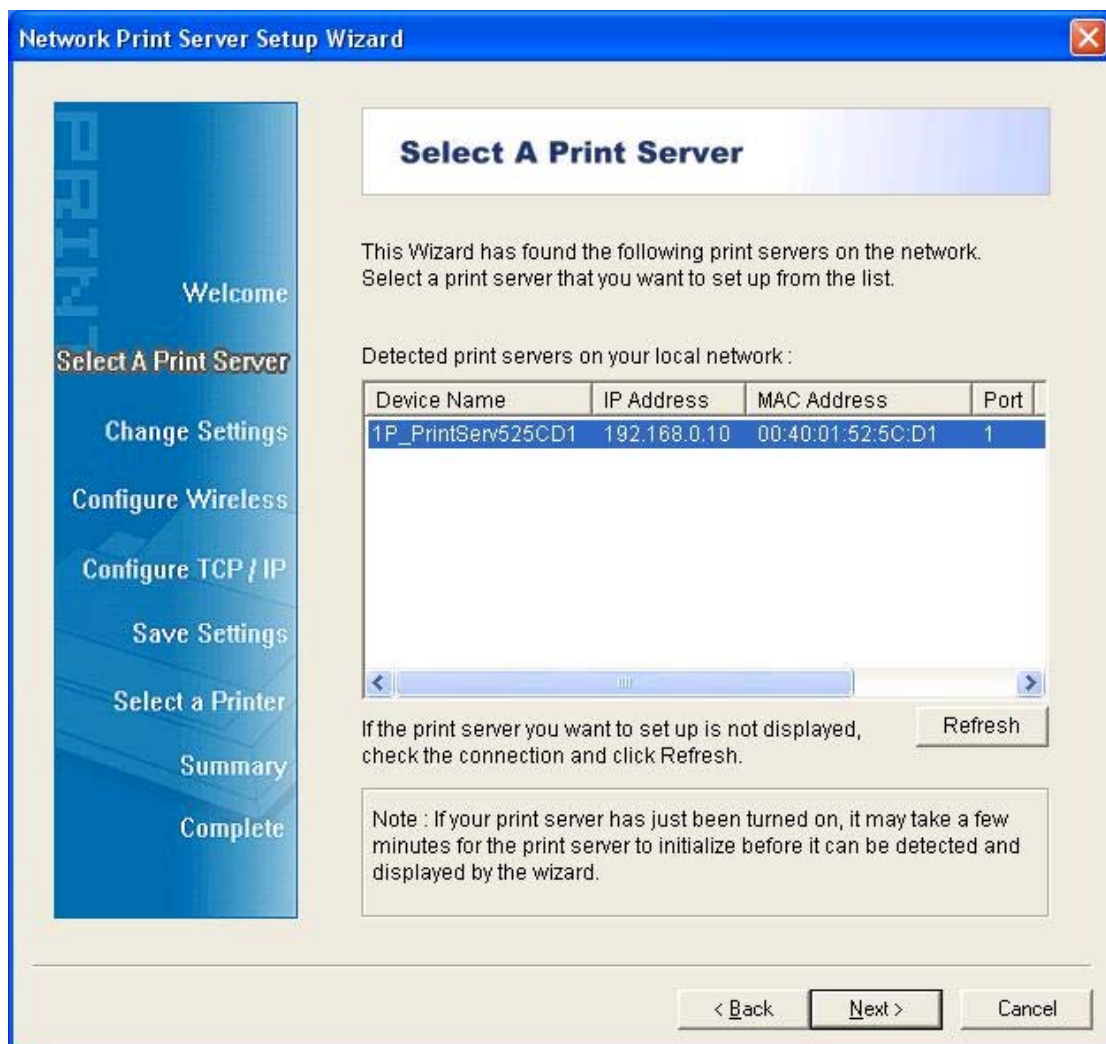 Network Print Server Setup Wizard
PRINT
Welcome
Select A Print Server
Change Settings
Configure Wireless
Configure TCP / IP
Save Settings
Select a Printer
Summary
Complete
Select A Print Server
This Wizard has found the following print servers on the network.
Select a print server that you want to set up from the list.
Detected print servers on your local network :
Device Name IP Address MAC Address Port
1P_PrintServ525CD1 192.168.0.10 00:40:01:52:5C:D1 1
If the print server you want to set up is not displayed,
check the connection and click Refresh.
Refresh
Note : If your print server has just been turned on, it may take a few
minutes for the print server to initialize before it can be detected and
displayed by the wizard.
< Back Next > Cancel